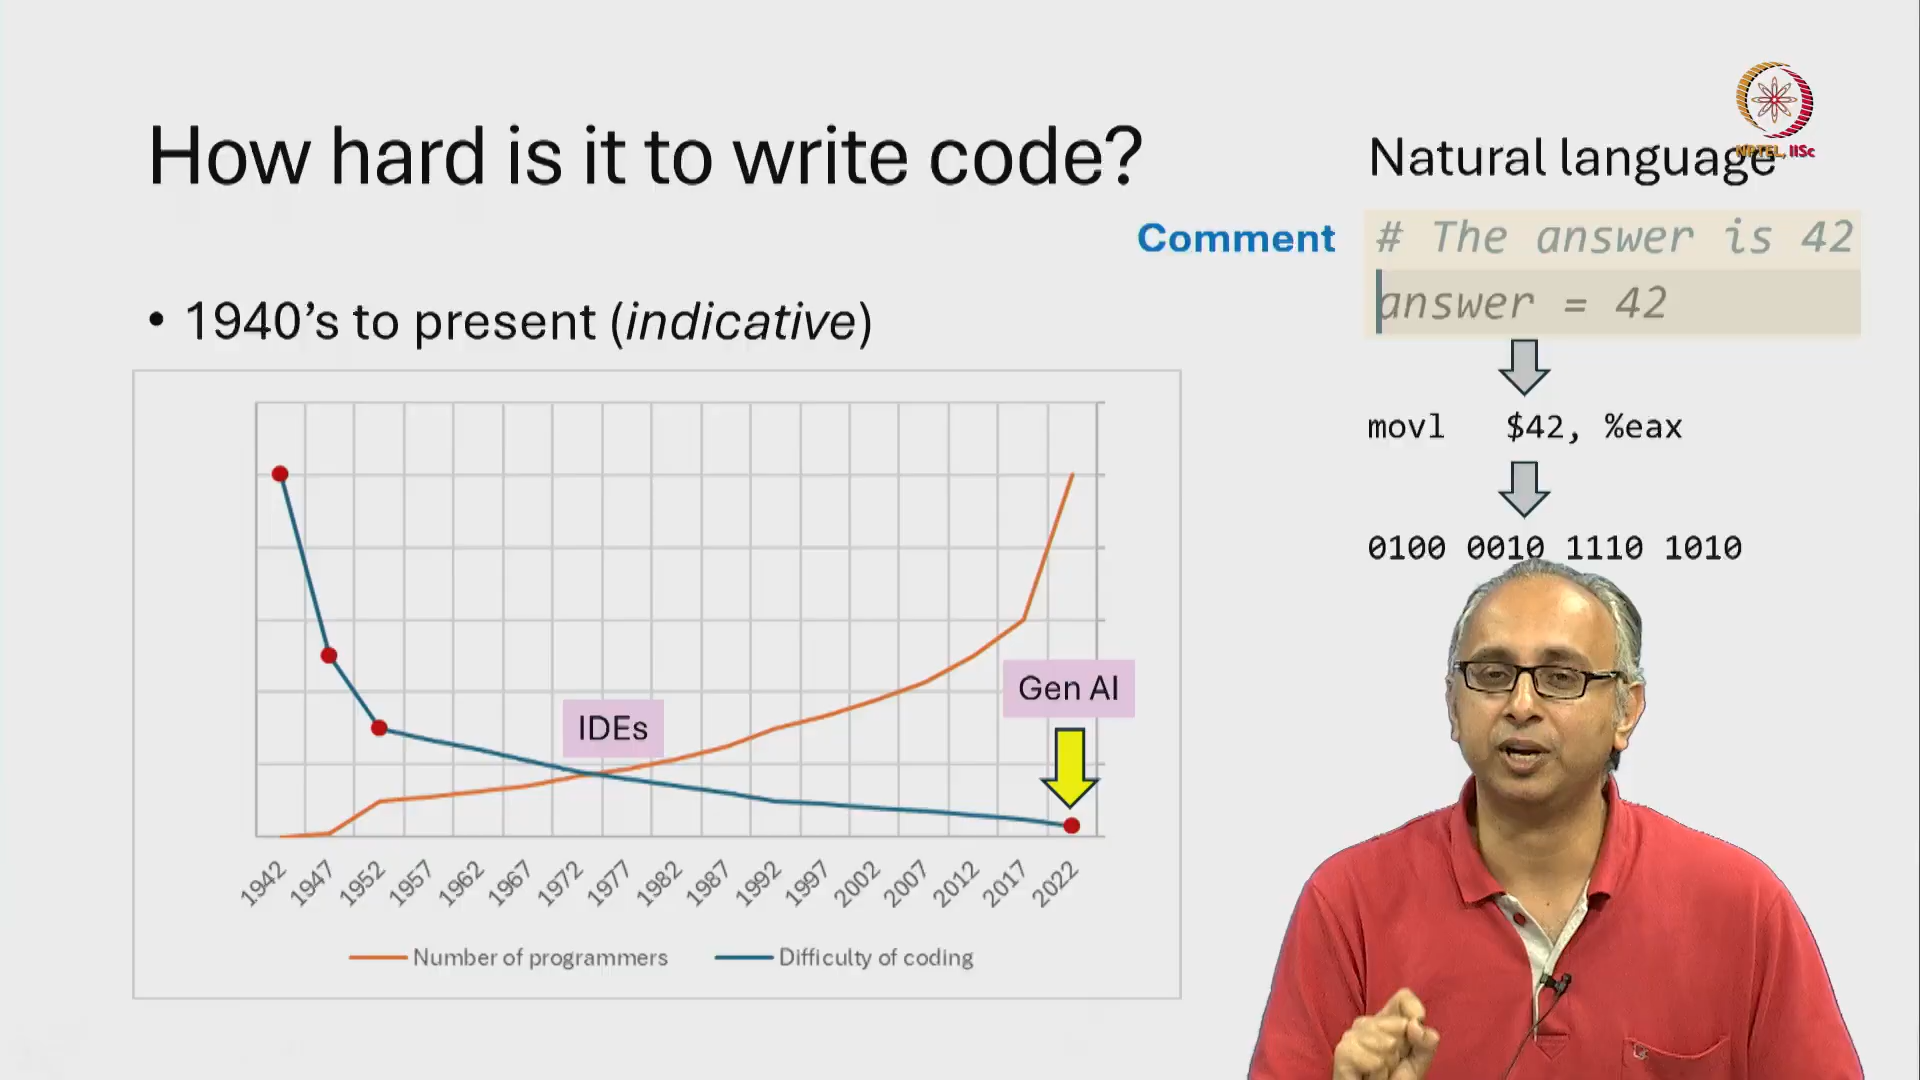 How hard is it to write code?
NPTEL, IISc
Natural language
Comment
# The answer is 42
answer = 42
• 1940's to present (indicative)
movl $42, %eax
0100 0010 1110 1010
IDEs
Gen AI
1942 1947 1952 1957 1962 1967 1972 1977 1982 1987 1992 1997 2002 2007 2012 2017 2022
Number of programmers Difficulty of coding